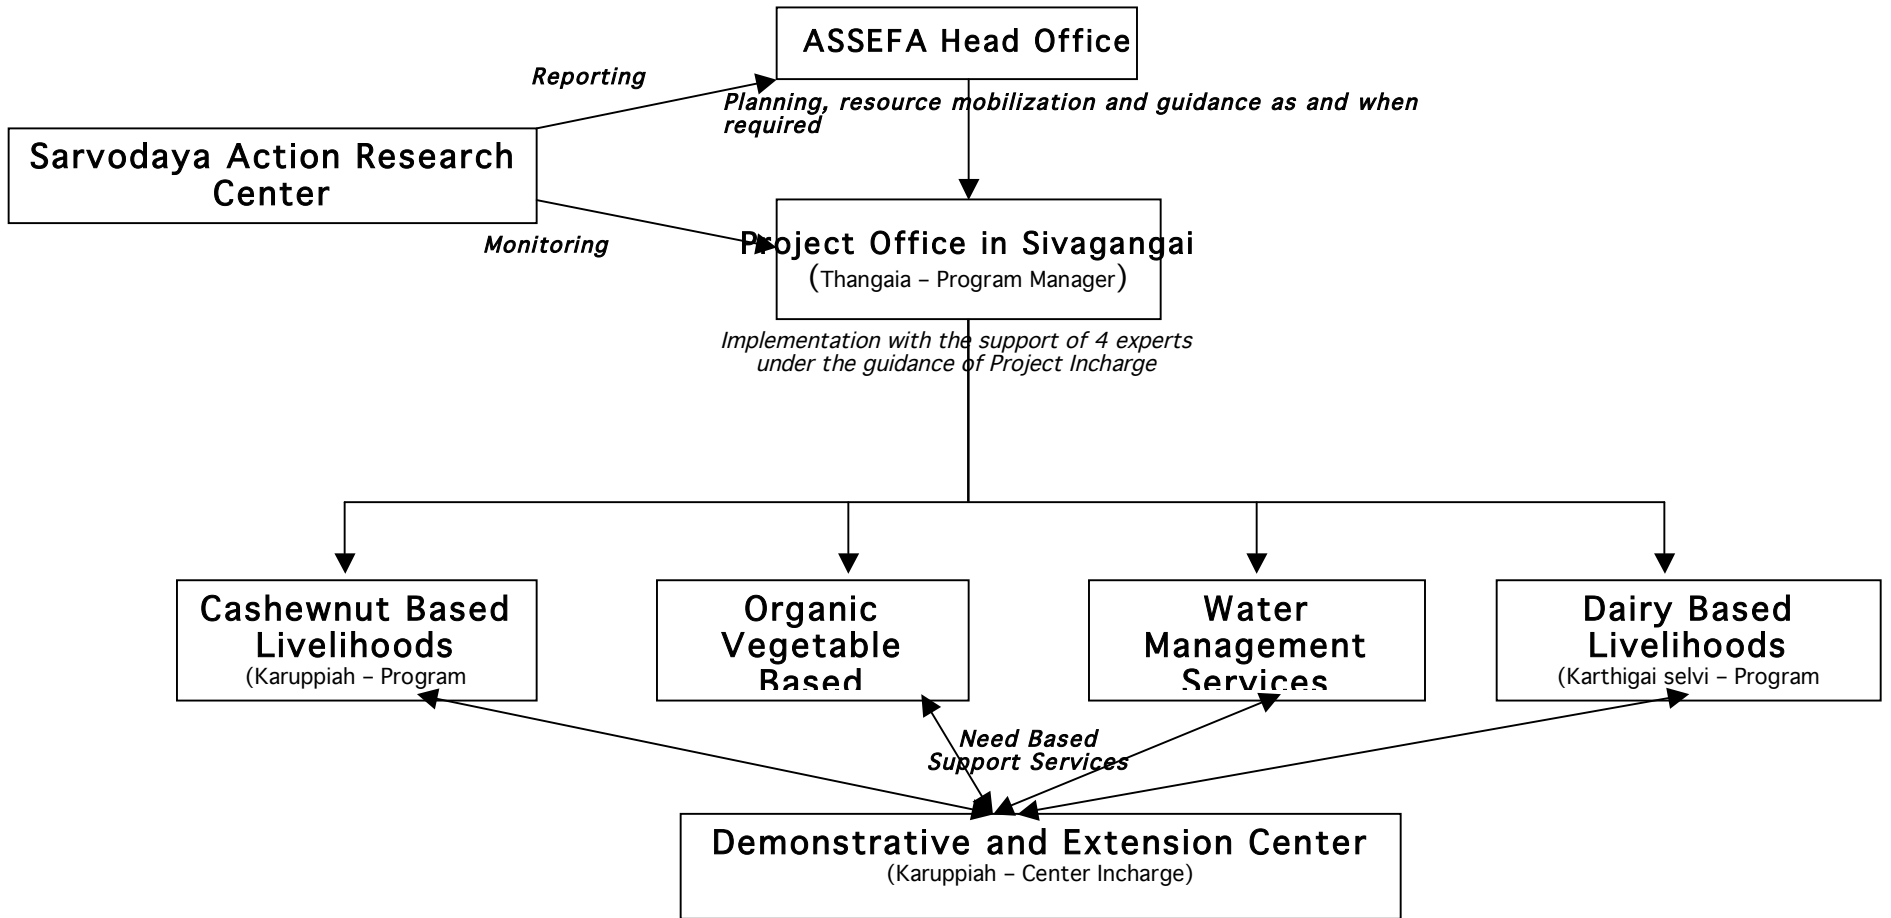 ASSEFA Head Office
Reporting
Planning, resource mobilization and guidance as and when
required
Sarvodaya Action Research
Center
Monitoring
Project Office in Sivagangai
(Thangaia – Program Manager)
Implementation with the support of 4 experts
under the guidance of Project Incharge
Cashewnut Based
Livelihoods
(Karuppiah – Program
Organic
Vegetable
Based
Water
Management
Services
Dairy Based
Livelihoods
(Karthigai selvi – Program
Need Based
Support Services
Demonstrative and Extension Center
(Karuppiah – Center Incharge)